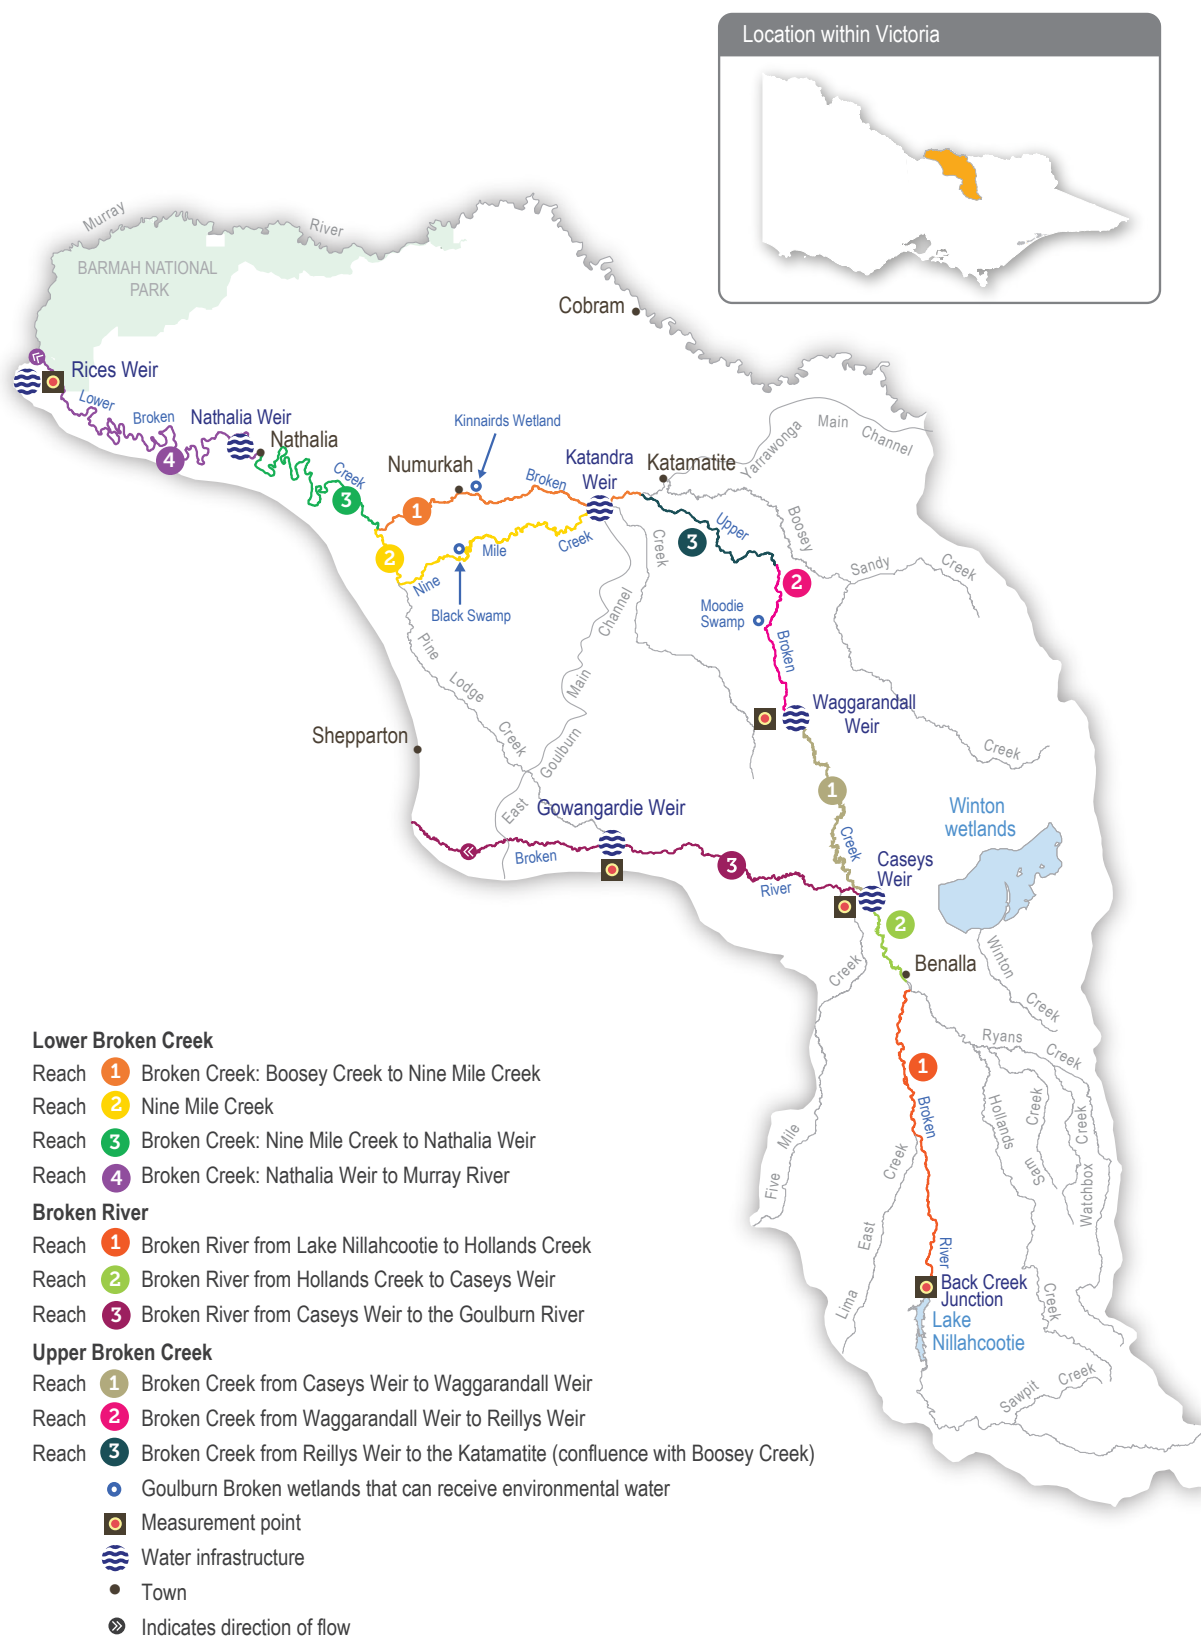 Location within Victoria
Murray
River
BARMAH NATIONAL
PARK
Cobram
Rices Weir
Lower
Broken
Nathalia Weir
Nathalia
Creek
Kinnairds Wetland
Numurkah
Broken
Katandra
Weir
Katamatite
Yarrawonga
Main
Channel
4
3
1
2
Nine
Mile
Creek
Black Swamp
Creek
3
Upper
Boosey
Sandy
Creek
2
Moodie
Swamp
Broken
Channel
Main
Goulburn
East
Pine
Lodge
Creek
Shepparton
Waggarandall
Weir
Creek
1
Winton
wetlands
Gowangardie Weir
Creek
Caseys
Weir
Broken
3
River
2
Benalla
Creek
Winton
Creek
Ryans
Creek
1
Broken
Hollands
Creek
Sam
Creek
Watchbox
Five
Mile
Creek
East
Lima
River
Back Creek
Junction
Lake
Nillahcootie
Creek
Sawpit
Creek
Lower Broken Creek
Reach 1 Broken Creek: Boosey Creek to Nine Mile Creek
Reach 2 Nine Mile Creek
Reach 3 Broken Creek: Nine Mile Creek to Nathalia Weir
Reach 4 Broken Creek: Nathalia Weir to Murray River
Broken River
Reach 1 Broken River from Lake Nillahcootie to Hollands Creek
Reach 2 Broken River from Hollands Creek to Caseys Weir
Reach 3 Broken River from Caseys Weir to the Goulburn River
Upper Broken Creek
Reach 1 Broken Creek from Caseys Weir to Waggarandall Weir
Reach 2 Broken Creek from Waggarandall Weir to Reillys Weir
Reach 3 Broken Creek from Reillys Weir to the Katamatite (confluence with Boosey Creek)
Goulburn Broken wetlands that can receive environmental water
Measurement point
Water infrastructure
Town
Indicates direction of flow